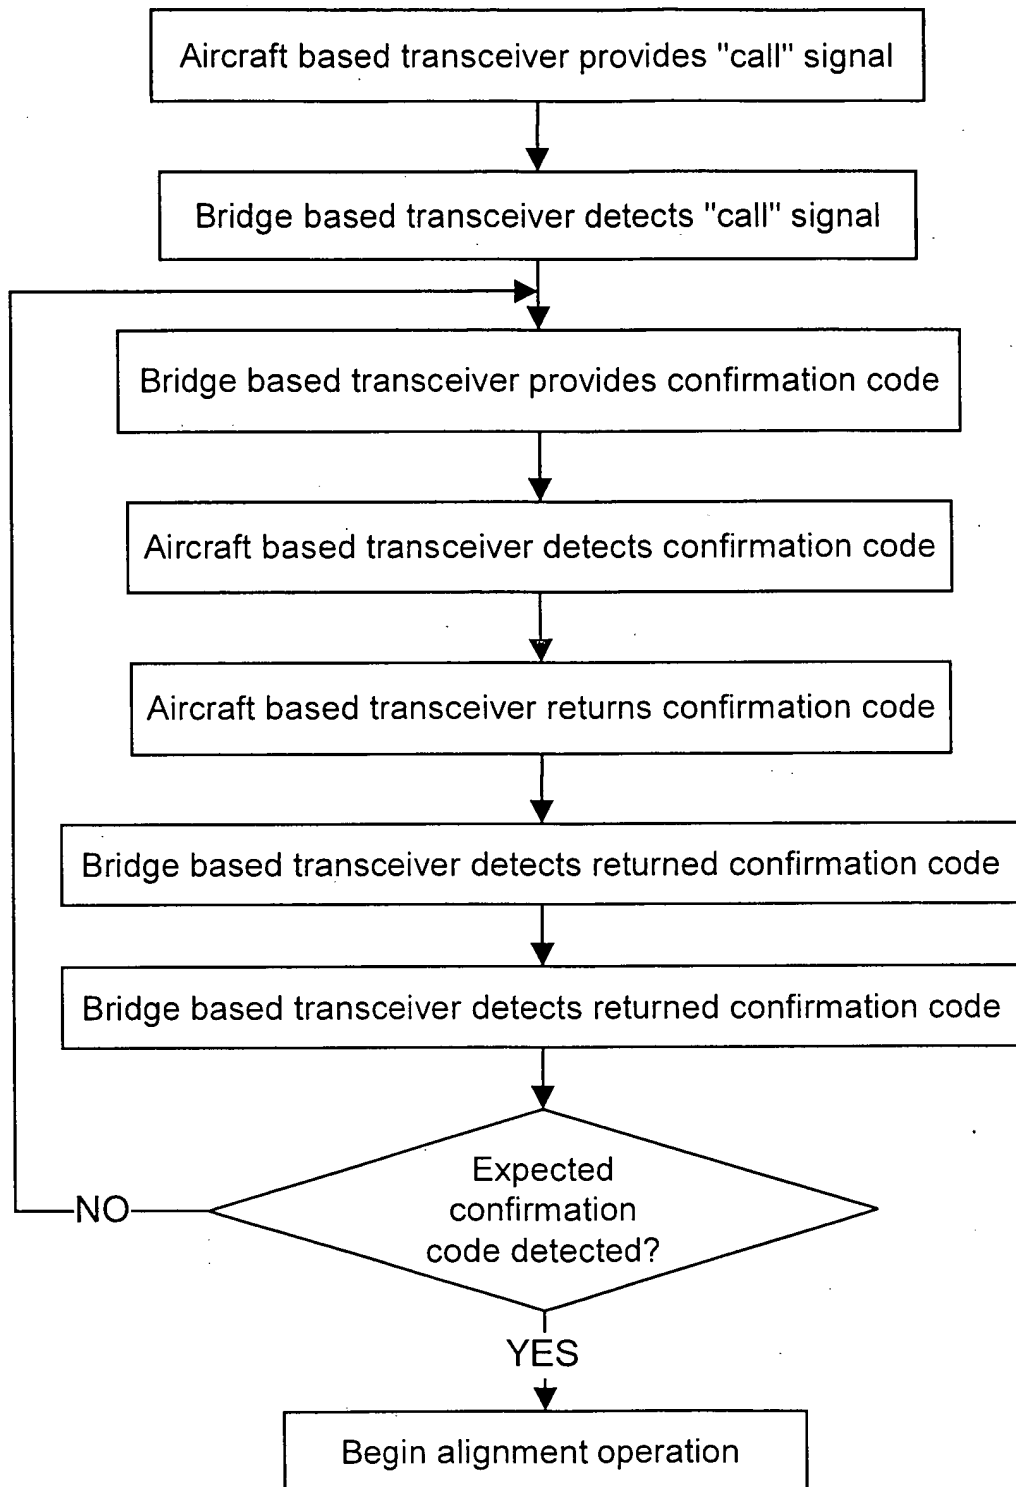 Aircraft based transceiver provides "call" signal
Bridge based transceiver detects "call" signal
Bridge based transceiver provides confirmation code
Aircraft based transceiver detects confirmation code
Aircraft based transceiver returns confirmation code
Bridge based transceiver detects returned confirmation code
Bridge based transceiver detects returned confirmation code
Expected
confirmation
code detected?
NO
YES
Begin alignment operation